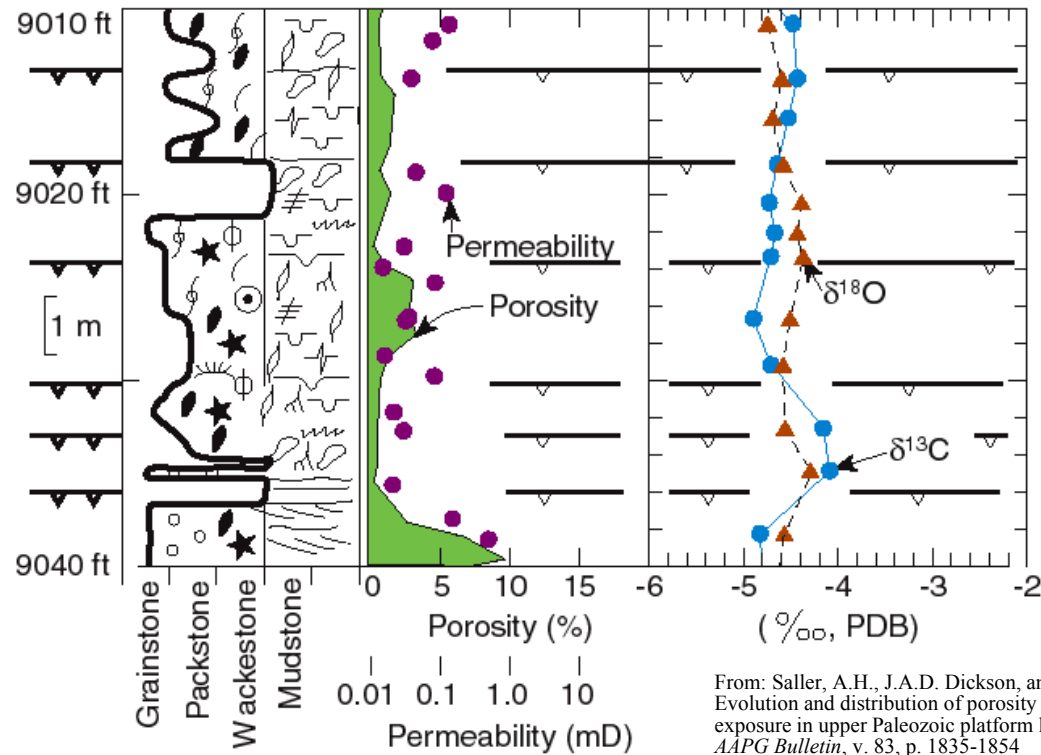 9010 ft
9020 ft
1 m
9040 ft
Permeability
Porosity
δ18O
δ13C
Grainstone
Packstone
Wackestone
Mudstone
0 5 10
Porosity (%)
0.01 0.1 1.0 10
Permeability (mD)
-6 -5 -4 -3 -2
(‰, PDB)
From: Saller, A.H., J.A.D. Dickson, an
Evolution and distribution of porosity
exposure in upper Paleozoic platform l
AAPG Bulletin, v. 83, p. 1835-1854